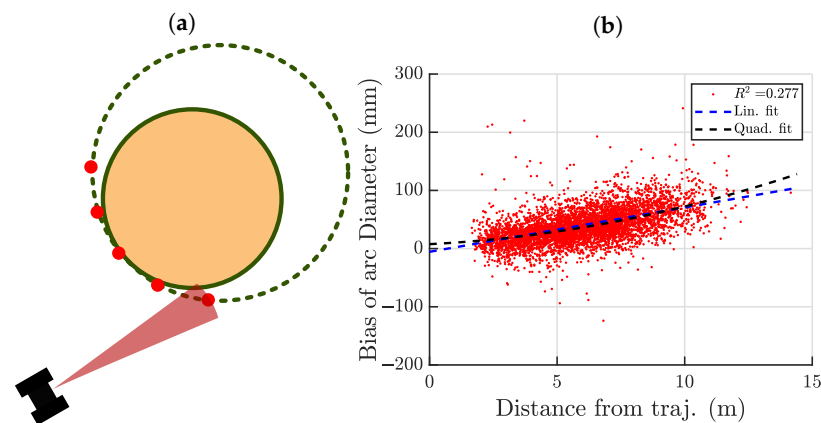 (a)
(b)
Bias of arc Diameter (mm)
300
200
100
0
−100
−200
R² =0.277
Lin. fit
Quad. fit
0
5
10
15
Distance from traj. (m)